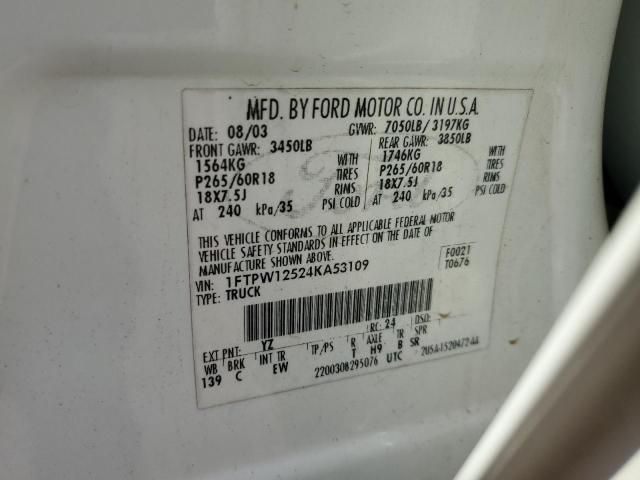 MFD. BY FORD MOTOR CO. IN U.S.A.
DATE: 08/03 GVWR: 7050LB/3197KG
FRONT GAWR: 3450LB REAR GAWR: 3850LB
1564KG WITH 1746KG WITH
P265/60R18 TIRES P265/60R18 TIRES
18X7.5J RIMS 18X7.5J RIMS
AT 240 kPa/35 PSI COLD AT 240 kPa/35 PSI COLD
Ford
THIS VEHICLE CONFORMS TO ALL APPLICABLE FEDERAL MOTOR
VEHICLE SAFETY STANDARDS IN EFFECT ON THE DATE OF
MANUFACTURE SHOWN ABOVE.
VIN: 1FTPW12524KA53109 F0021
TYPE: TRUCK T0676
EXT PNT: YZ RC: 24 DSO:
WB BRK INT TR TP/PS R AXLE TR SPR
139 C EW T H9 B SR
2200308295076 UTC